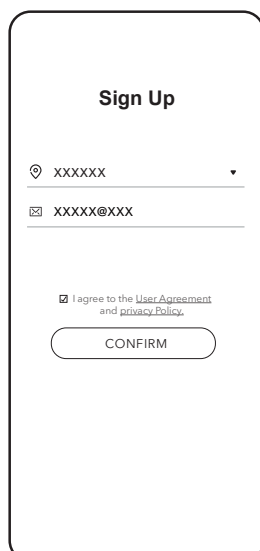 Sign Up
XXXXXX
XXXXX@XXX
I agree to the User Agreement
and privacy Policy.
CONFIRM